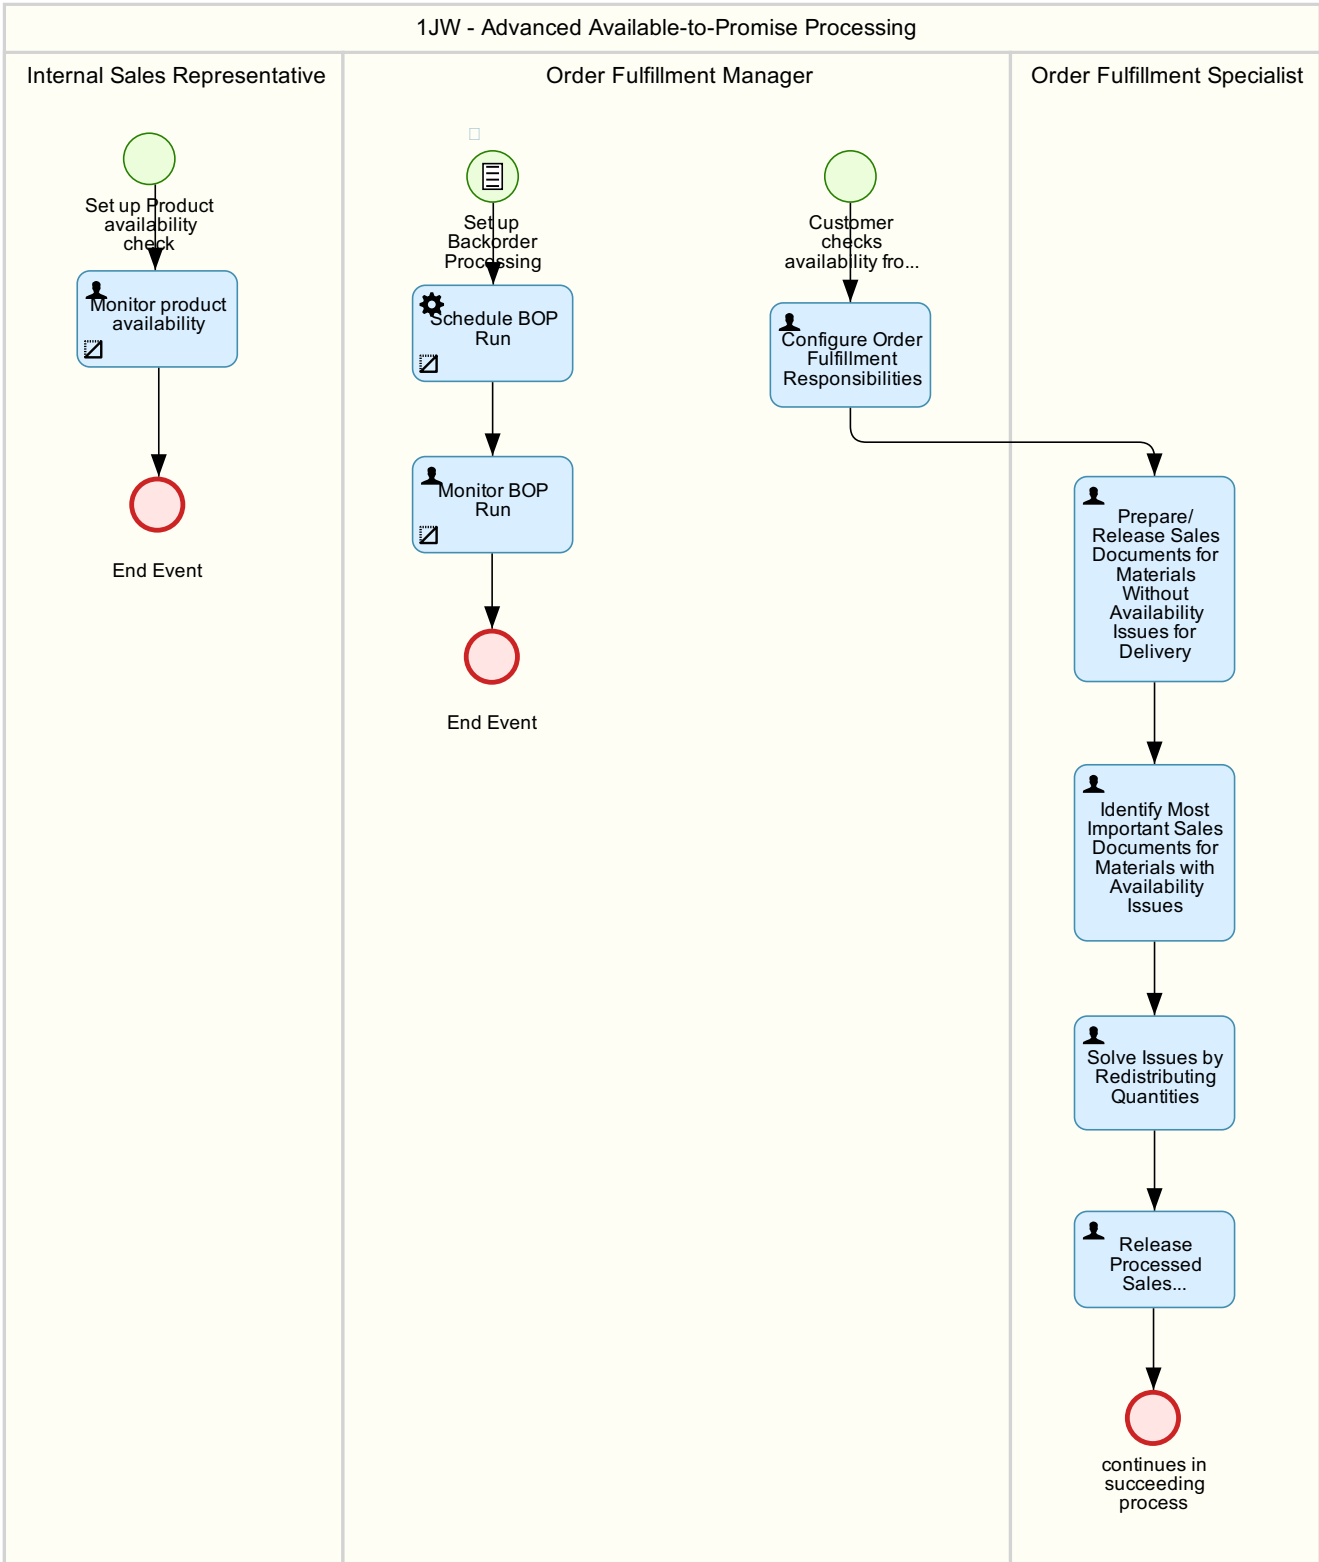 1JW - Advanced Available-to-Promise Processing
Internal Sales Representative
Order Fulfillment Manager
Order Fulfillment Specialist
Set up Product
availability
check
Monitor product
availability
End Event
Set up
Backorder
Processing
Schedule BOP
Run
Monitor BOP
Run
End Event
Customer
checks
availability fro...
Configure Order
Fulfillment
Responsibilities
Prepare/
Release Sales
Documents for
Materials
Without
Availability
Issues for
Delivery
Identify Most
Important Sales
Documents for
Materials with
Availability
Issues
Solve Issues by
Redistributing
Quantities
Release
Processed
Sales...
continues in
succeeding
process